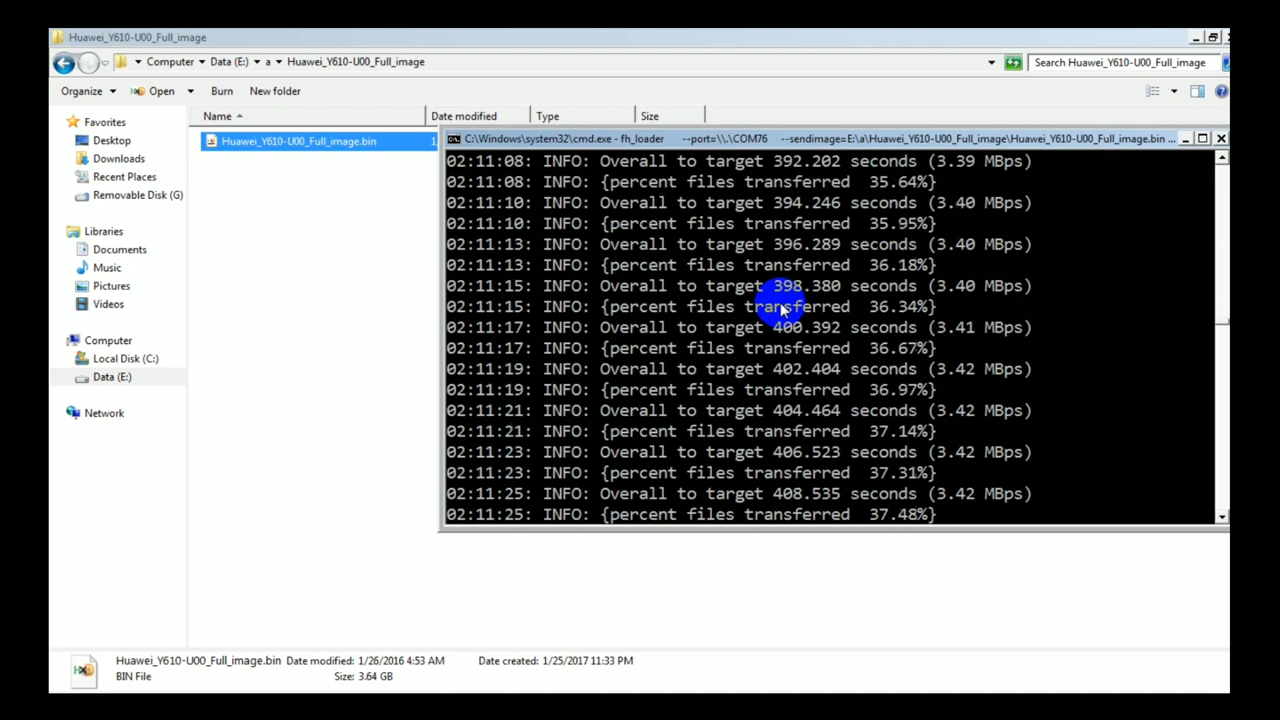 Huawei_Y610-U00_Full_image
Computer Data (E:) a Huawei_Y610-U00_Full_image
Search Huawei_Y610-U00_Full_image
Organize Open Burn New folder
Name Date modified Type Size
Favorites
Desktop
Downloads
Recent Places
Removable Disk (G)
Libraries
Documents
Music
Pictures
Videos
Computer
Local Disk (C:)
Data (E:)
Network
Huawei_Y610-U00_Full_image.bin 1
C:\Windows\system32\cmd.exe - fh_loader --port=\\.\COM76 --sendimage=E:\a\Huawei_Y610-U00_Full_image\Huawei_Y610-U00_Full_image.bin ...
02:11:08: INFO: Overall to target 392.202 seconds (3.39 MBps)
02:11:08: INFO: {percent files transferred 35.64%}
02:11:10: INFO: Overall to target 394.246 seconds (3.40 MBps)
02:11:10: INFO: {percent files transferred 35.95%}
02:11:13: INFO: Overall to target 396.289 seconds (3.40 MBps)
02:11:13: INFO: {percent files transferred 36.18%}
02:11:15: INFO: Overall to target 398.380 seconds (3.40 MBps)
02:11:15: INFO: {percent files transferred 36.34%}
02:11:17: INFO: Overall to target 400.392 seconds (3.41 MBps)
02:11:17: INFO: {percent files transferred 36.67%}
02:11:19: INFO: Overall to target 402.404 seconds (3.42 MBps)
02:11:19: INFO: {percent files transferred 36.97%}
02:11:21: INFO: Overall to target 404.464 seconds (3.42 MBps)
02:11:21: INFO: {percent files transferred 37.14%}
02:11:23: INFO: Overall to target 406.523 seconds (3.42 MBps)
02:11:23: INFO: {percent files transferred 37.31%}
02:11:25: INFO: Overall to target 408.535 seconds (3.42 MBps)
02:11:25: INFO: {percent files transferred 37.48%}
Huawei_Y610-U00_Full_image.bin Date modified: 1/26/2016 4:53 AM Date created: 1/25/2017 11:33 PM
BIN File Size: 3.64 GB